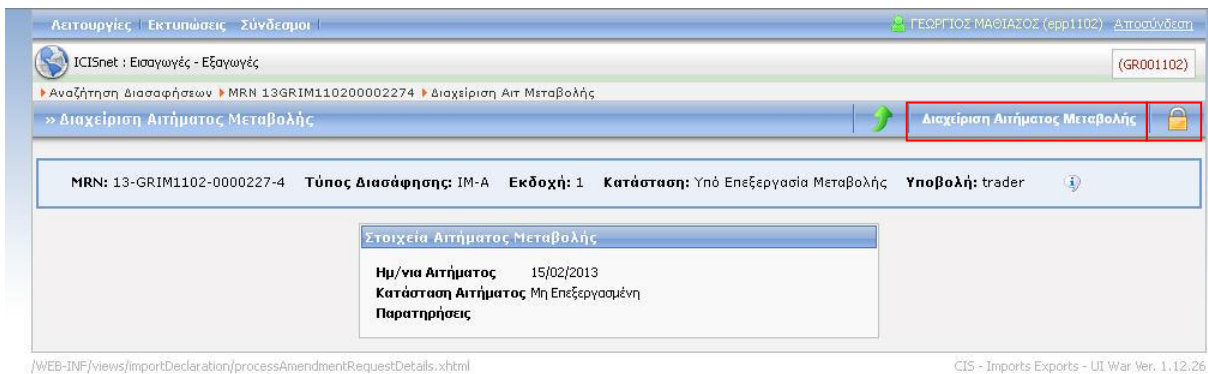 Λειτουργίες Εκτυπώσεις Σύνδεσμοι ΓΕΩΡΓΙΟΣ ΜΑΘΙΑΣΟΣ (epp1102) Αποσύνδεση
ICISnet : Εισαγωγές - Εξαγωγές (GR001102)
Αναζήτηση Διασαφήσεων MRN 13GRIM110200002274 Διαχείριση Αιτ Μεταβολής
» Διαχείριση Αιτήματος Μεταβολής Διαχείριση Αιτήματος Μεταβολής
MRN: 13-GRIM1102-0000227-4 Τύπος Διασάφησης: IM-A Εκδοχή: 1 Κατάσταση: Υπό Επεξεργασία Μεταβολής Υποβολή: trader
Στοιχεία Αιτήματος Μεταβολής
Ημ/νια Αιτήματος 15/02/2013
Κατάσταση Αιτήματος Μη Επεξεργασμένη
Παρατηρήσεις
/WEB-INF/views/importDeclaration/processAmendmentRequestDetails.xhtml CIS - Imports Exports - UI War Ver. 1.12.26